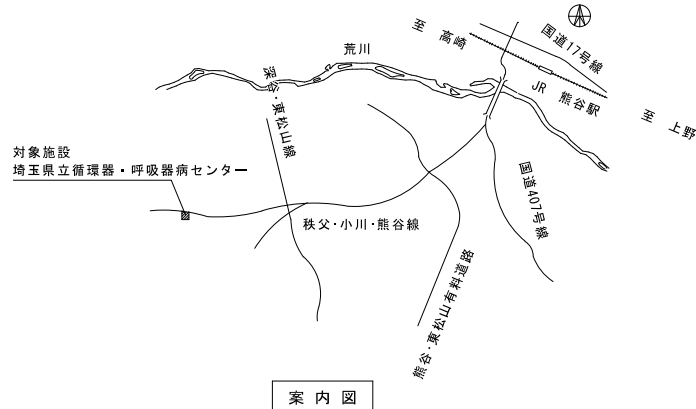 至 高崎
国道17号線
荒川
深谷・東松山線
JR 熊谷駅
至 上野
対象施設
埼玉県立循環器・呼吸器病センター
国道407号線
秩父・小川・熊谷線
熊谷・東松山有料道路
案内図